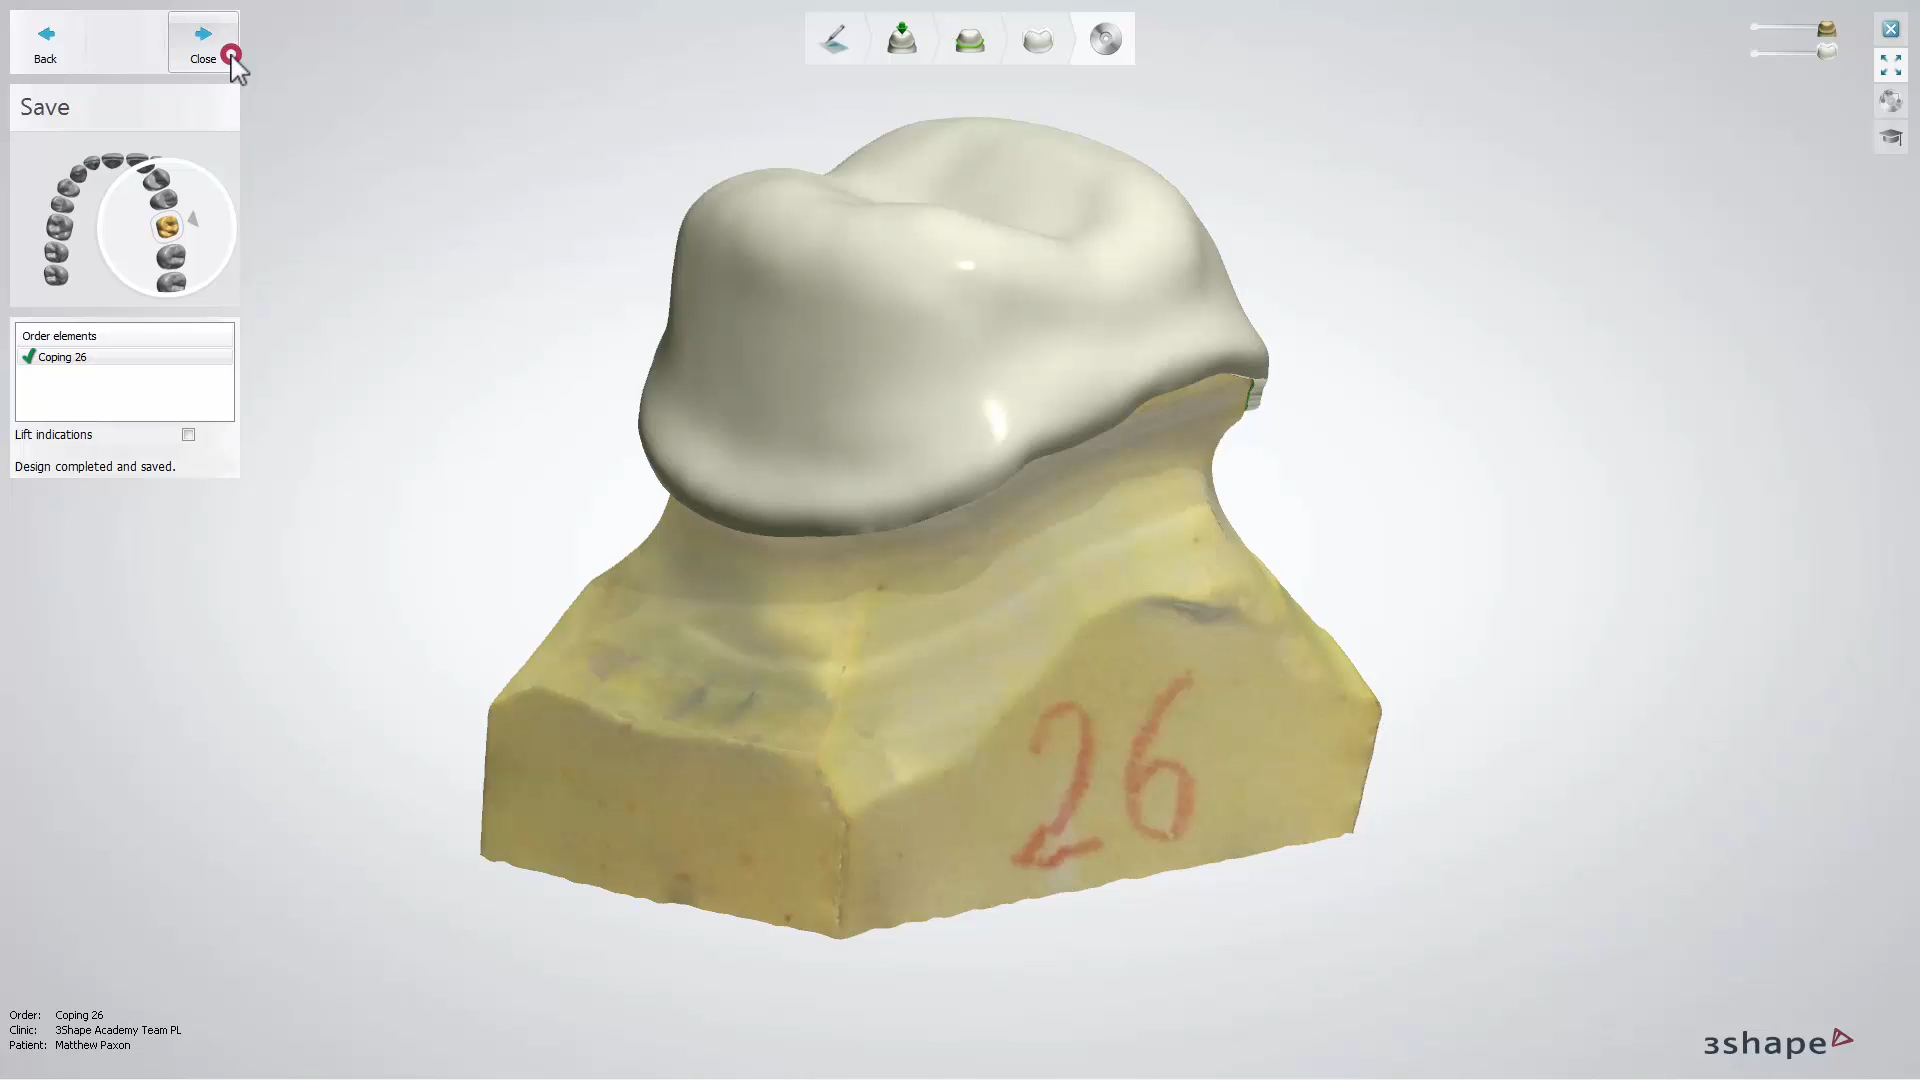 Back
Close
Save
Order elements
Coping 26
Lift indications
Design completed and saved.
26
Order: Coping 26
Clinic: 3Shape Academy Team PL
Patient: Matthew Paxon
3shape